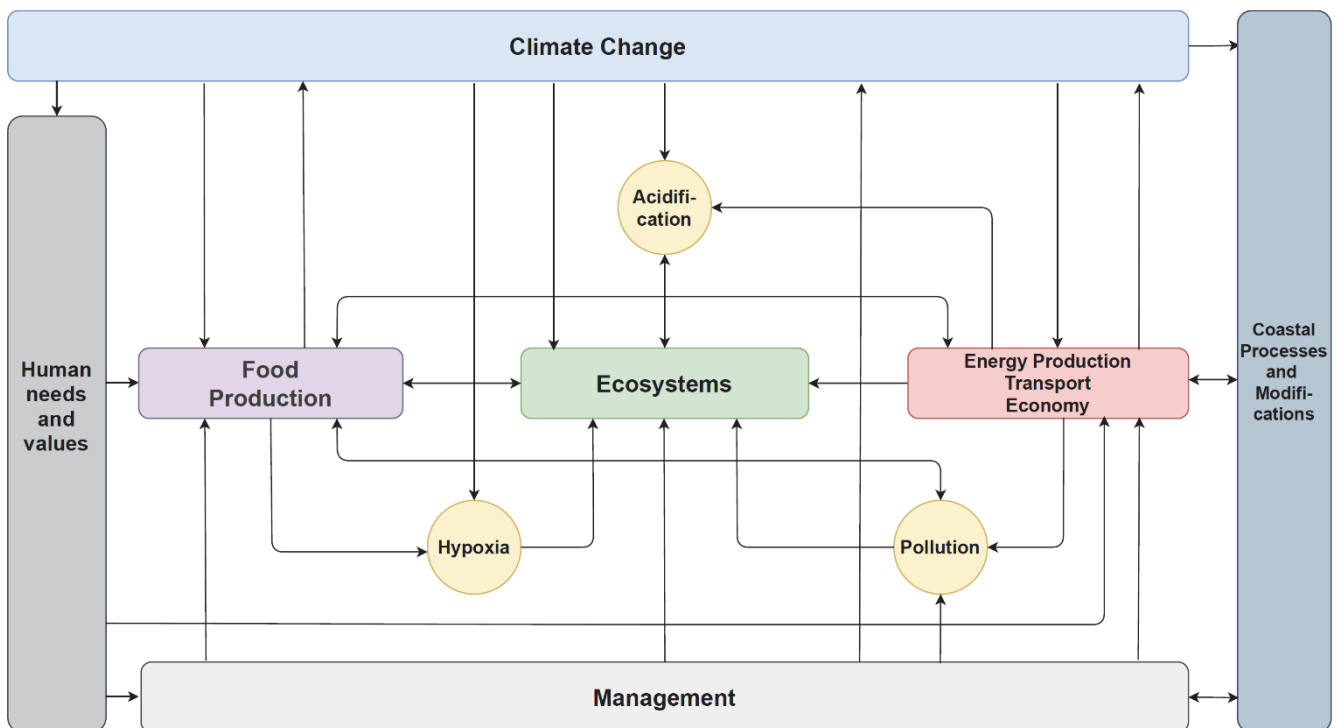 Climate Change
Acidifi-
cation
Human
needs
and
values
Food
Production
Ecosystems
Energy Production
Transport
Economy
Coastal
Processes
and
Modifi-
cations
Hypoxia
Pollution
Management